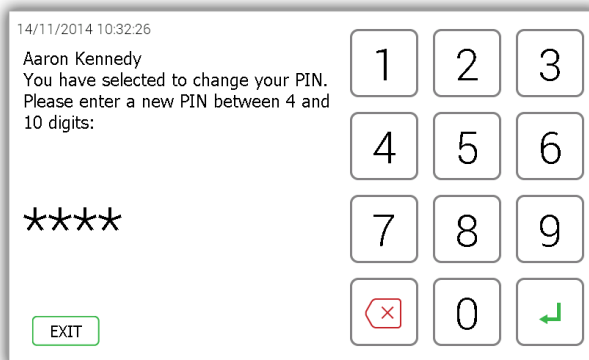 14/11/2014 10:32:26
Aaron Kennedy
You have selected to change your PIN.
Please enter a new PIN between 4 and
10 digits:
****
EXIT
1 2 3
4 5 6
7 8 9
0